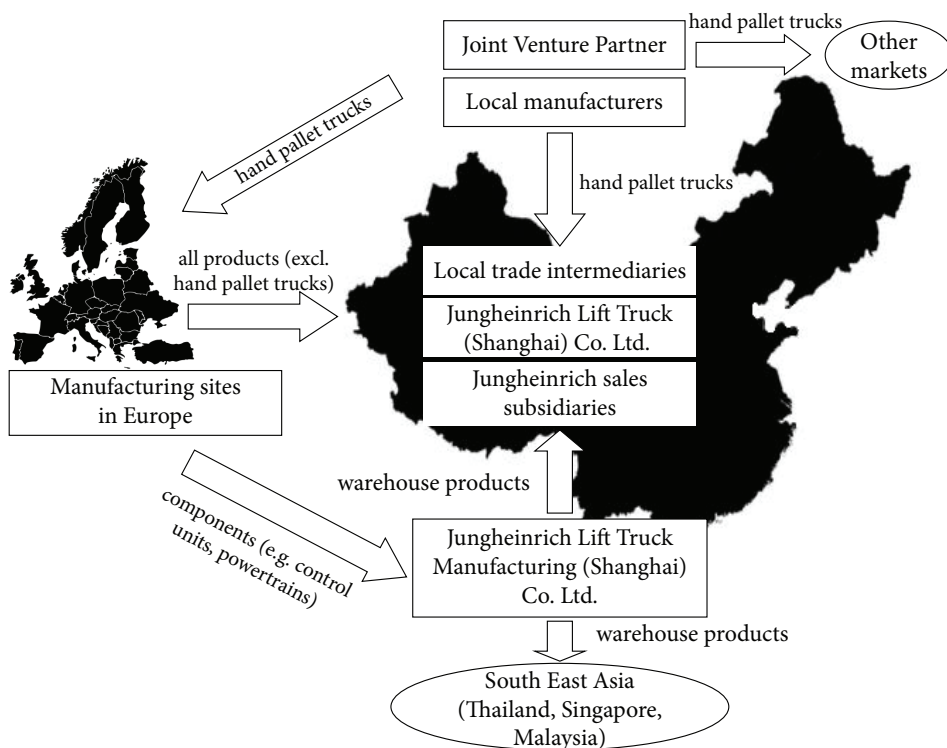 hand pallet trucks
Joint Venture Partner
Other
markets
Local manufacturers
hand pallet trucks
hand pallet trucks
all products (excl.
hand pallet trucks)
Local trade intermediaries
Jungheinrich Lift Truck
(Shanghai) Co. Ltd.
Jungheinrich sales
subsidiaries
Manufacturing sites
in Europe
warehouse products
components (e.g. control
units, powertrains)
Jungheinrich Lift Truck
Manufacturing (Shanghai)
Co. Ltd.
warehouse products
South East Asia
(Thailand, Singapore,
Malaysia)